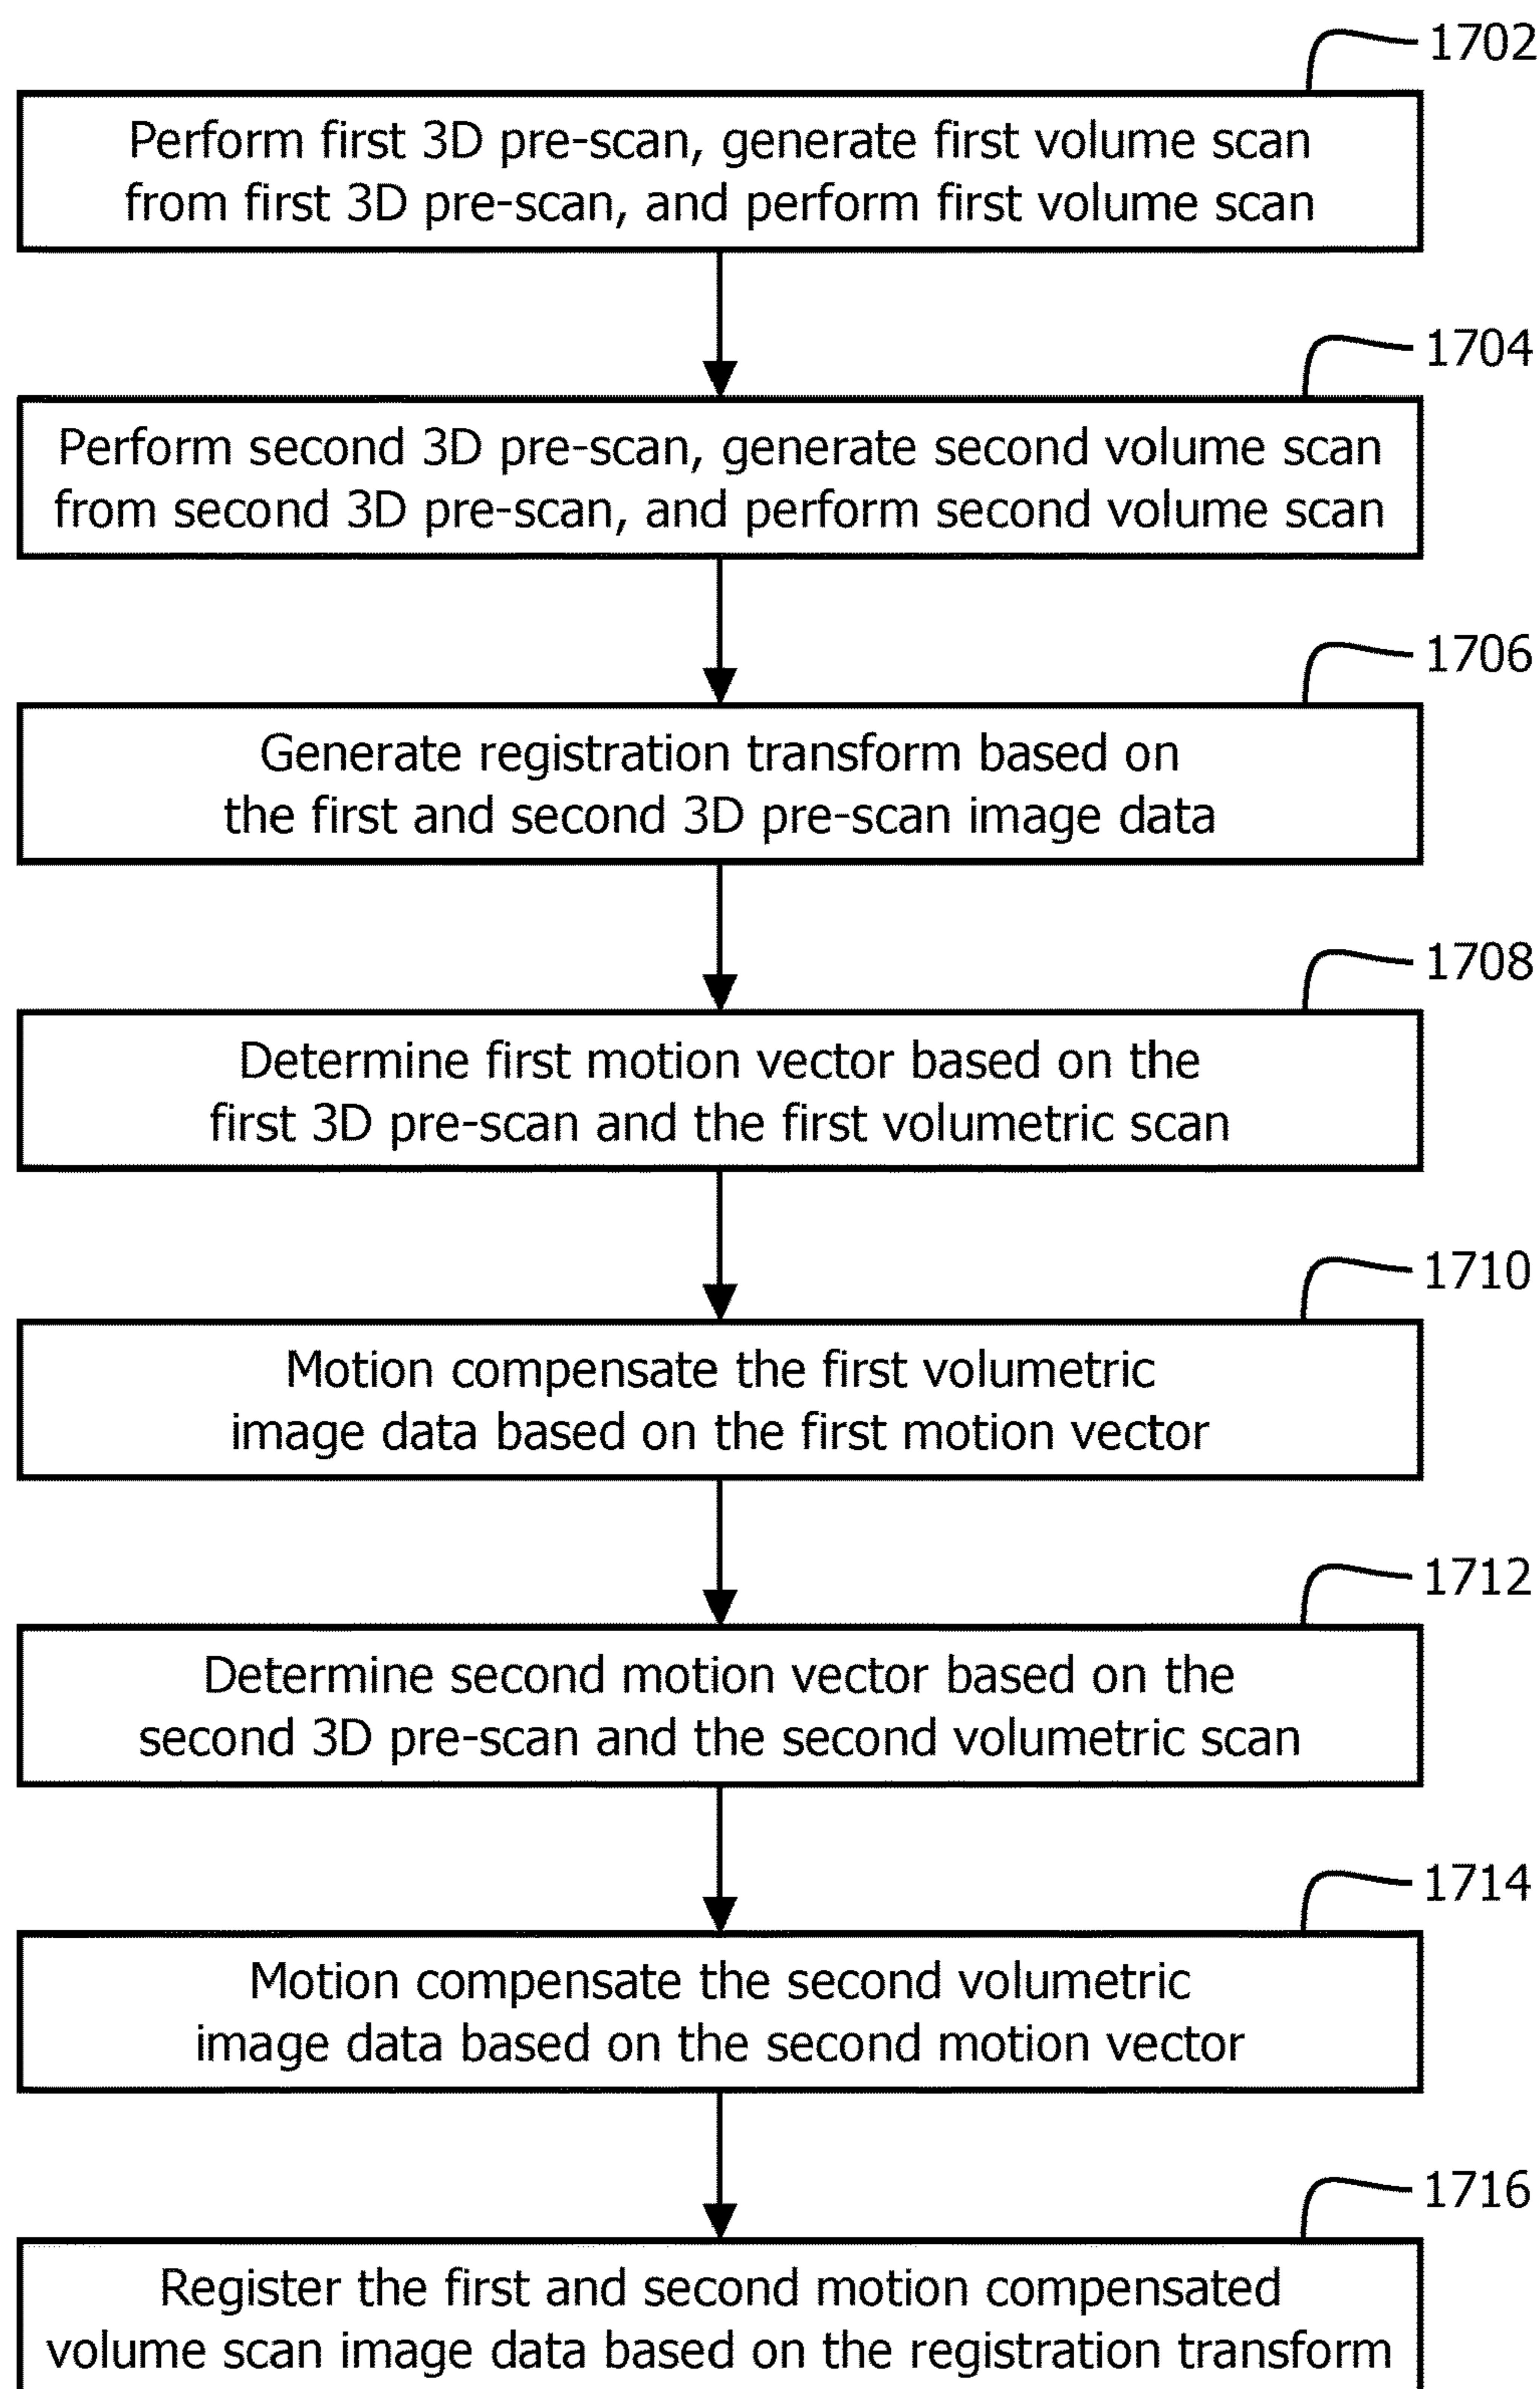 1702
Perform first 3D pre-scan, generate first volume scan
from first 3D pre-scan, and perform first volume scan
1704
Perform second 3D pre-scan, generate second volume scan
from second 3D pre-scan, and perform second volume scan
1706
Generate registration transform based on
the first and second 3D pre-scan image data
1708
Determine first motion vector based on the
first 3D pre-scan and the first volumetric scan
1710
Motion compensate the first volumetric
image data based on the first motion vector
1712
Determine second motion vector based on the
second 3D pre-scan and the second volumetric scan
1714
Motion compensate the second volumetric
image data based on the second motion vector
1716
Register the first and second motion compensated
volume scan image data based on the registration transform